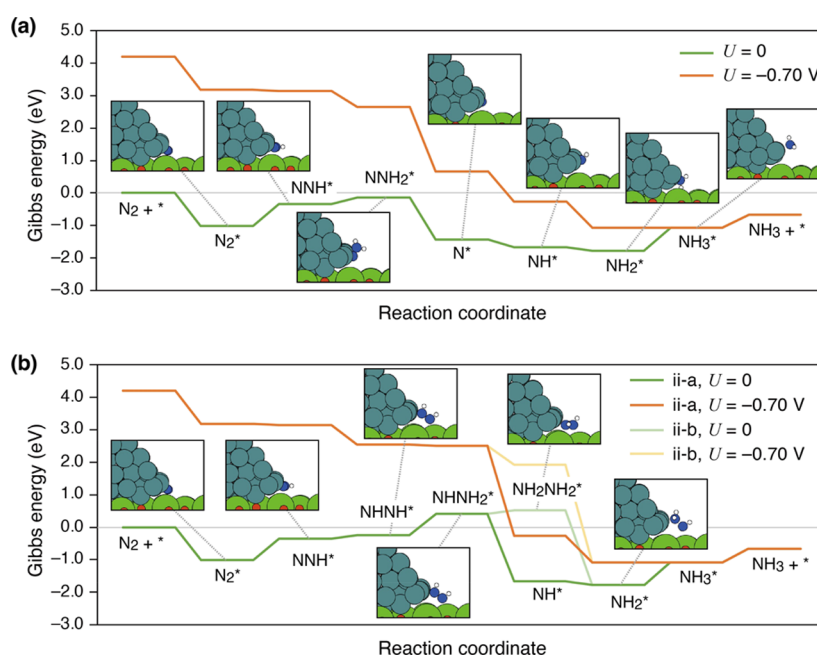 (a)
5.0
4.0
3.0
2.0
1.0
0.0
−1.0
−2.0
−3.0
Gibbs energy (eV)
U = 0
U = −0.70 V
N2 + *
N2*
NNH*
NNH2*
N*
NH*
NH2*
NH3*
NH3 + *
Reaction coordinate
(b)
5.0
4.0
3.0
2.0
1.0
0.0
−1.0
−2.0
−3.0
Gibbs energy (eV)
ii-a, U = 0
ii-a, U = −0.70 V
ii-b, U = 0
ii-b, U = −0.70 V
N2 + *
N2*
NNH*
NHNH*
NHNH2*
NH2NH2*
NH*
NH2*
NH3*
NH3 + *
Reaction coordinate